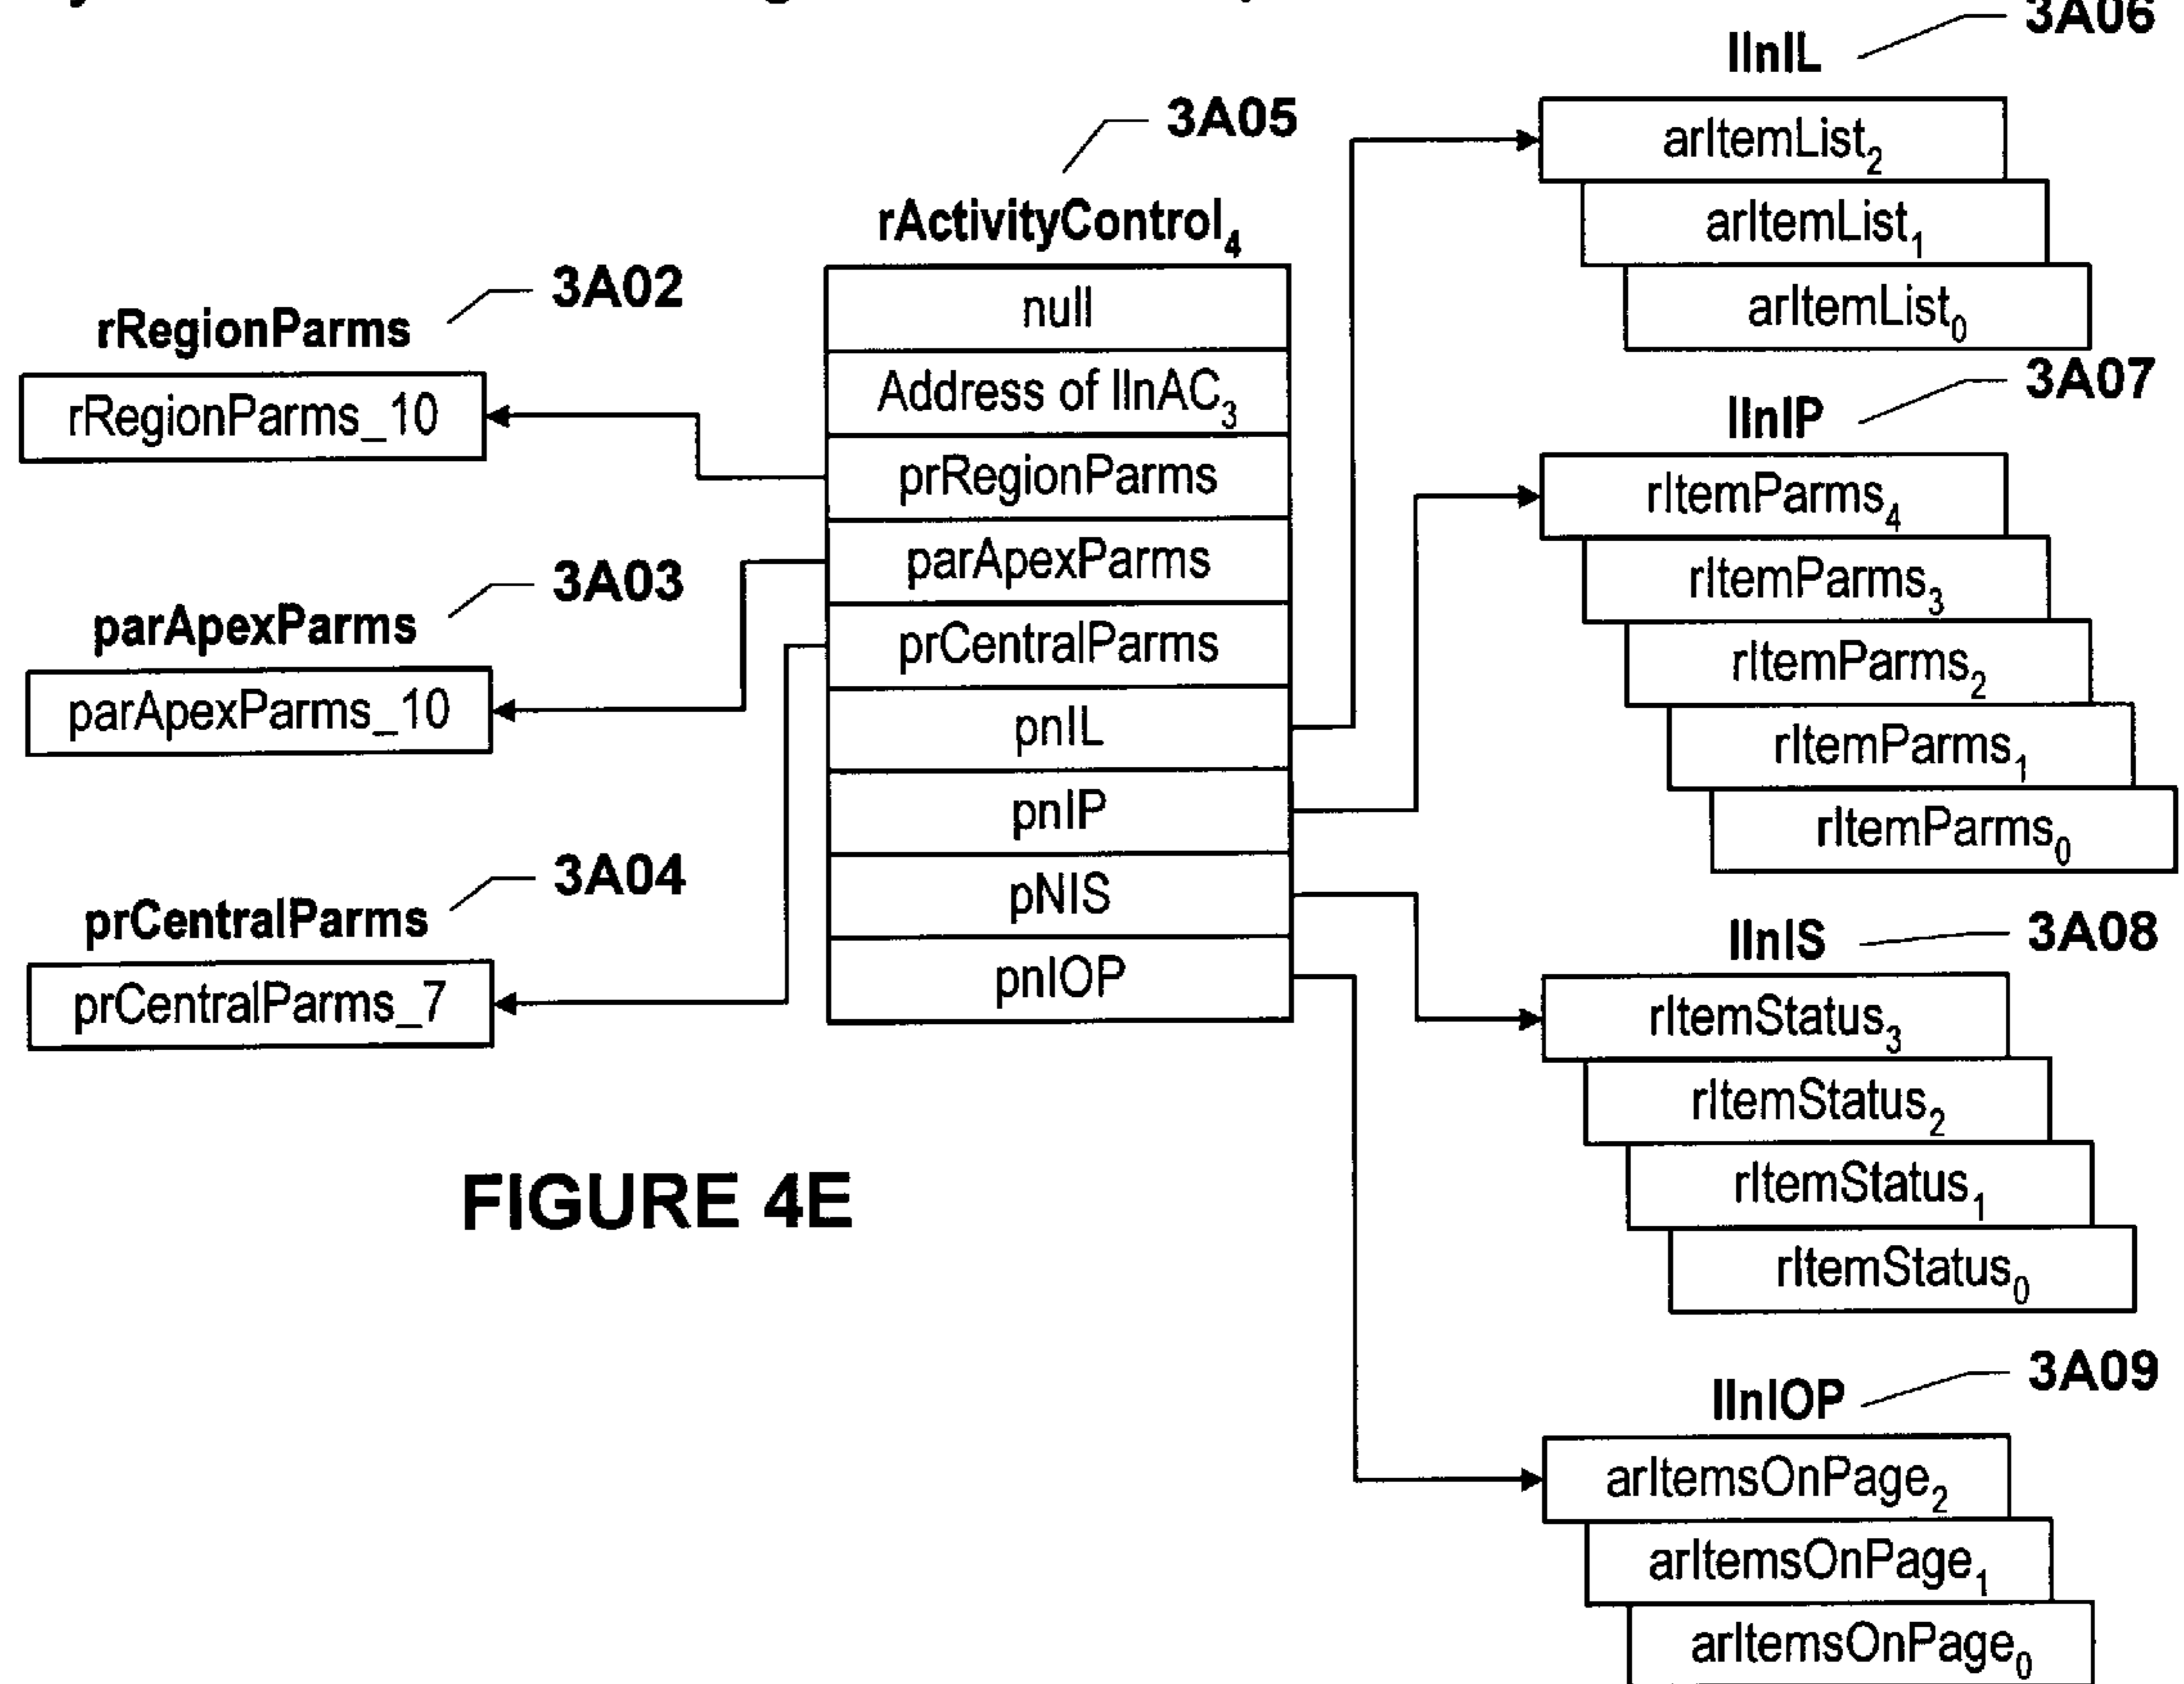 3A06
llnIL
3A05
arItemList2
rActivityControl4
arItemList1
3A02
null
arItemList0
rRegionParms
3A07
rRegionParms_10
Address of llnAC3
llnIP
prRegionParms
rItemParms4
3A03
parApexParms
rItemParms3
parApexParms
prCentralParms
rItemParms2
parApexParms_10
pnIL
rItemParms1
pnIP
rItemParms0
3A04
pNIS
3A08
prCentralParms
llnIS
pnIOP
prCentralParms_7
rItemStatus3
rItemStatus2
FIGURE 4E
rItemStatus1
rItemStatus0
3A09
llnIOP
arItemsOnPage2
arItemsOnPage1
arItemsOnPage0